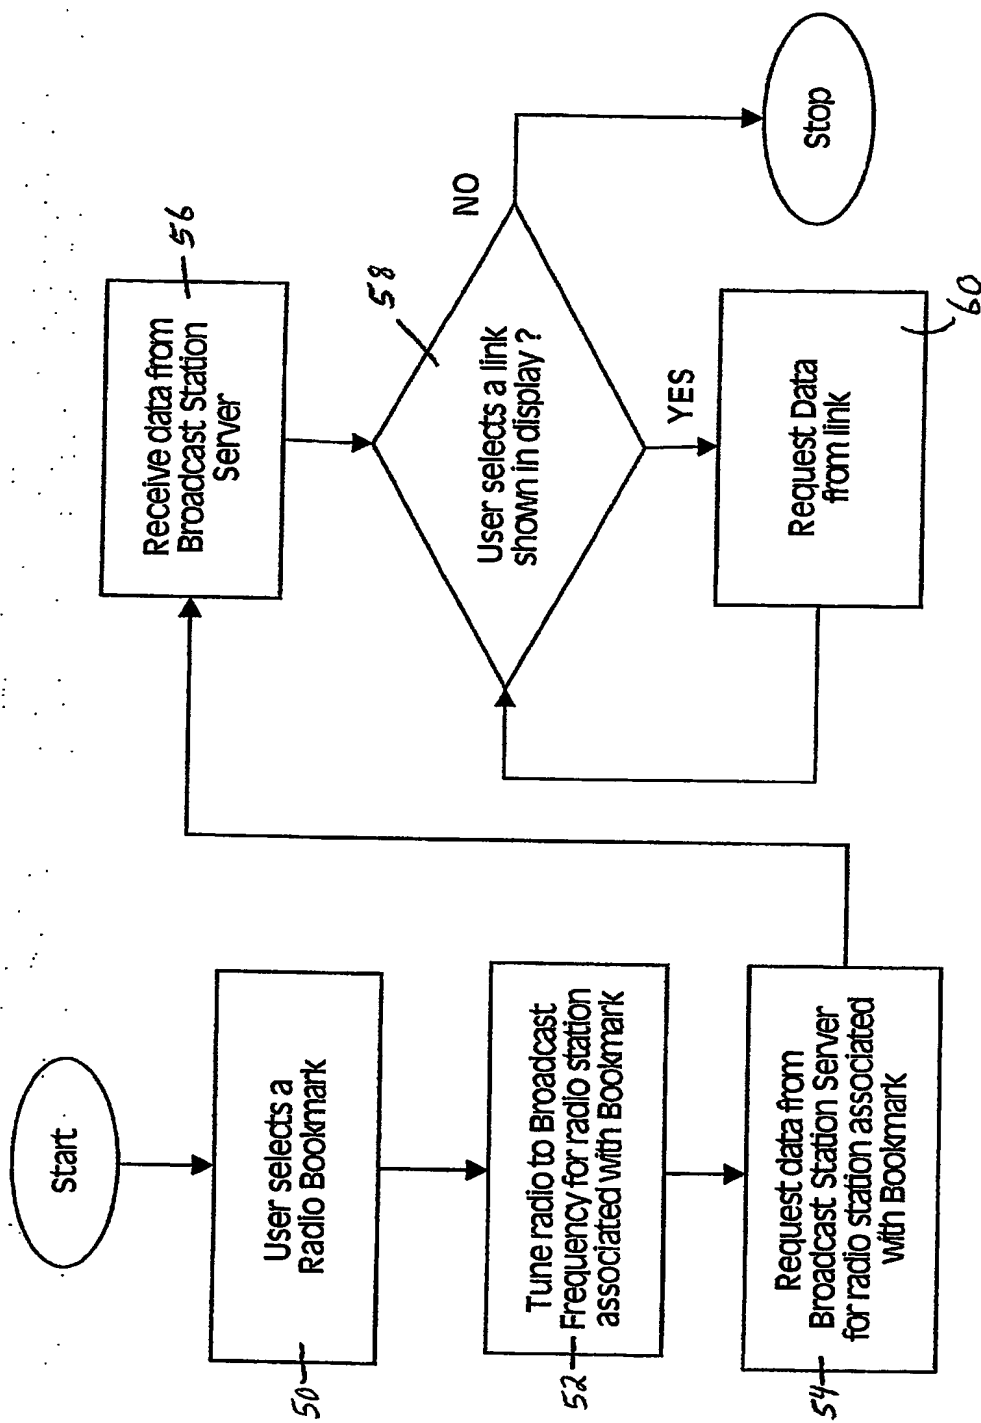 Start
User selects a
Radio Bookmark
50
Tune radio to Broadcast
Frequency for radio station
associated with Bookmark
52
Request data from
Broadcast Station Server
for radio station associated
with Bookmark
54
Receive data from
Broadcast Station
Server
56
User selects a link
shown in display ?
58
NO
YES
Request Data
from link
60
Stop